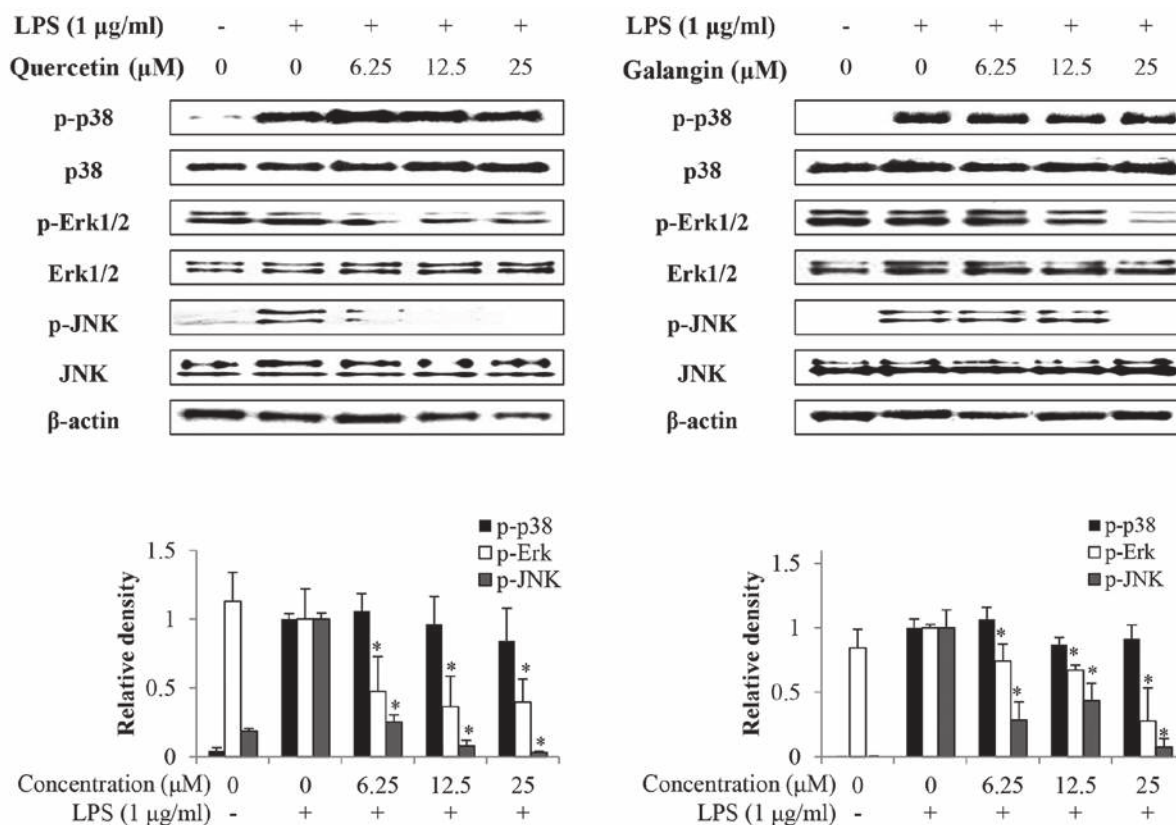 LPS (1 μg/ml) - + + + +
Quercetin (μM) 0 0 6.25 12.5 25
p-p38
p38
p-Erk1/2
Erk1/2
p-JNK
JNK
β-actin
LPS (1 μg/ml) - + + + +
Galangin (μM) 0 0 6.25 12.5 25
p-p38
p38
p-Erk1/2
Erk1/2
p-JNK
JNK
β-actin
p-p38
p-Erk
p-JNK
Relative density
1.5
1
0.5
0
* * * * * *
Concentration (μM) 0 0 6.25 12.5 25
LPS (1 μg/ml) - + + + +
p-p38
p-Erk
p-JNK
Relative density
1.5
1
0.5
0
* * * * * *
Concentration (μM) 0 0 6.25 12.5 25
LPS (1 μg/ml) - + + + +